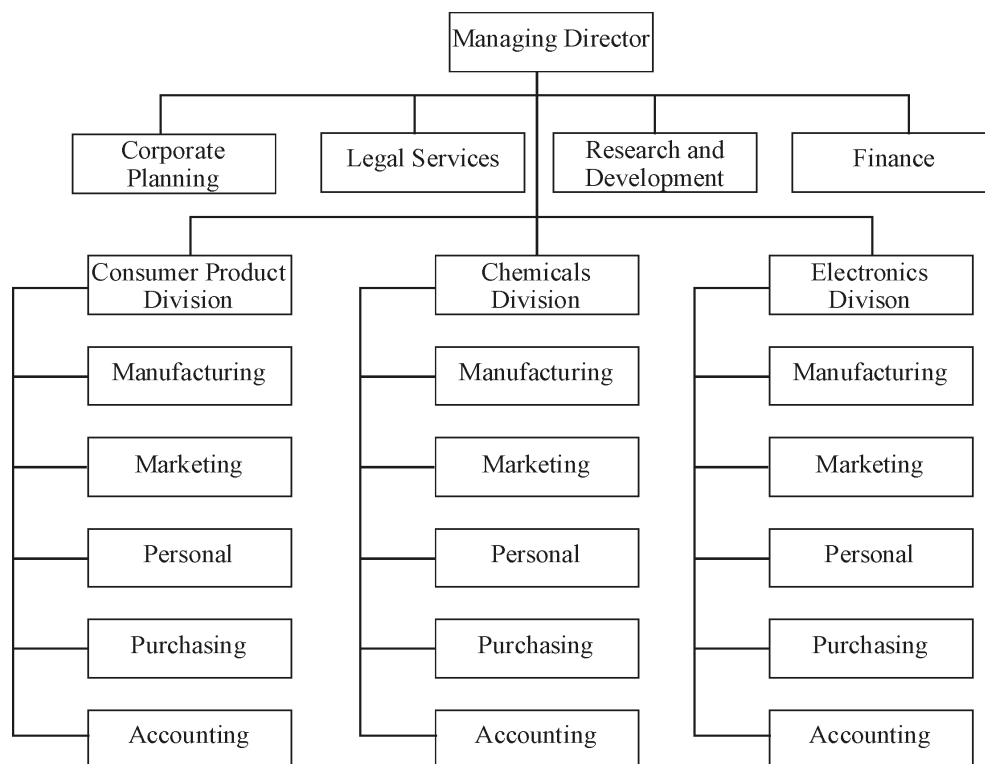 Managing Director
Corporate
Planning
Legal Services
Research and
Development
Finance
Consumer Product
Division
Chemicals
Division
Electronics
Divison
Manufacturing
Manufacturing
Manufacturing
Marketing
Marketing
Marketing
Personal
Personal
Personal
Purchasing
Purchasing
Purchasing
Accounting
Accounting
Accounting